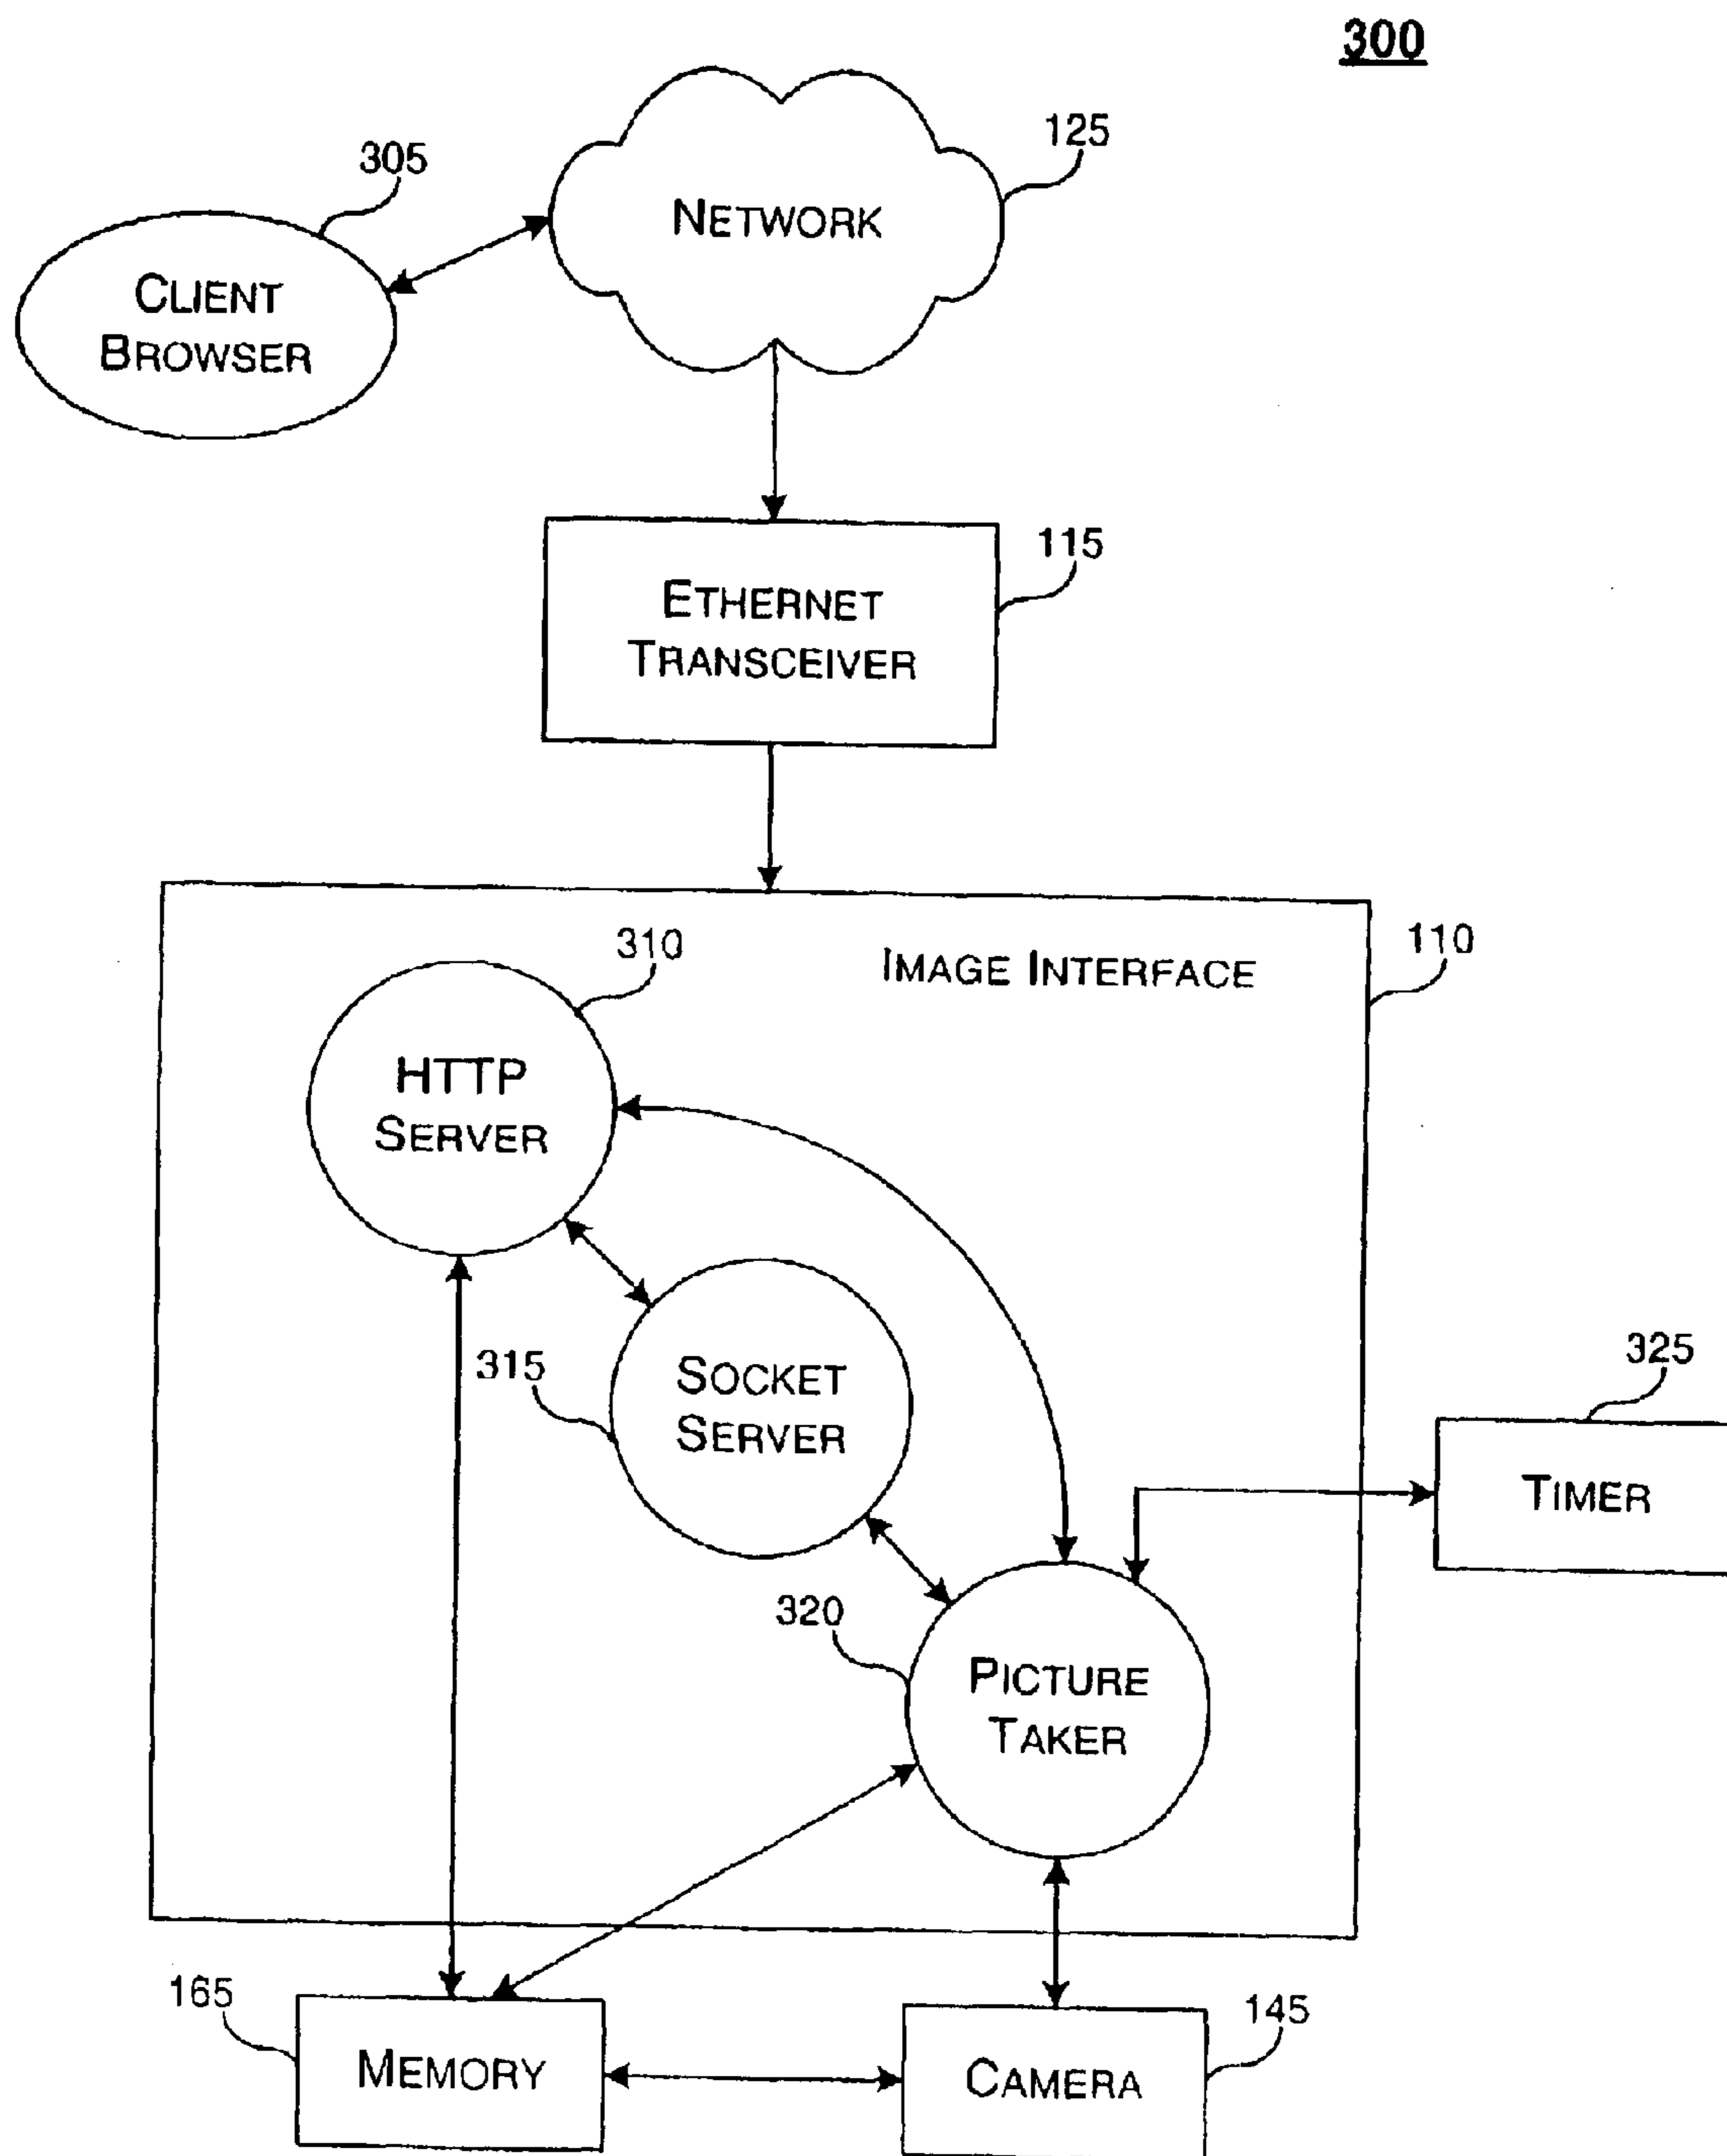 300
125
305
NETWORK
CLIENT
BROWSER
115
ETHERNET
TRANSCEIVER
110
310
IMAGE INTERFACE
HTTP
SERVER
325
315
SOCKET
SERVER
TIMER
320
PICTURE
TAKER
165
145
MEMORY
CAMERA